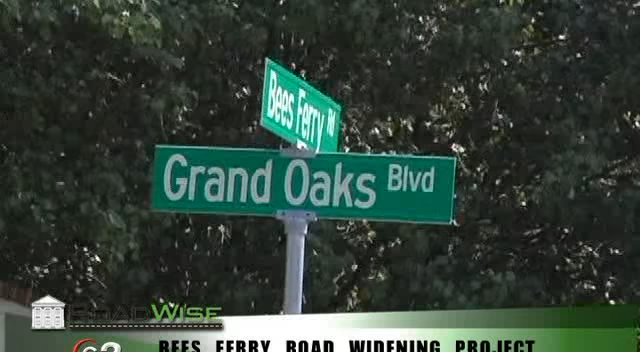 Bees Ferry Rd
Grand Oaks Blvd
ROADWISE
BEES FERRY ROAD WIDENING PROJECT